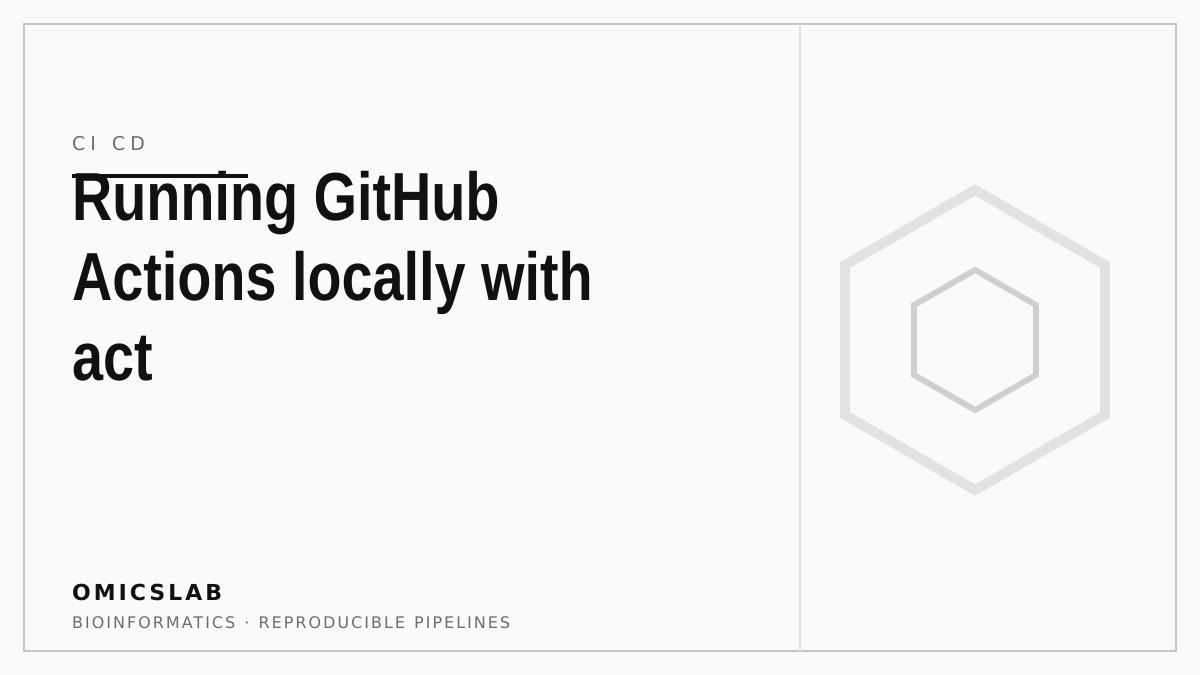 CI CD
Running GitHub
Actions locally with
act
OMICSLAB
BIOINFORMATICS · REPRODUCIBLE PIPELINES